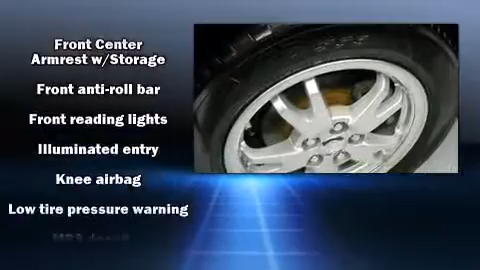 Front Center
Armrest w/Storage
Front anti-roll bar
Front reading lights
Illuminated entry
Knee airbag
Low tire pressure warning